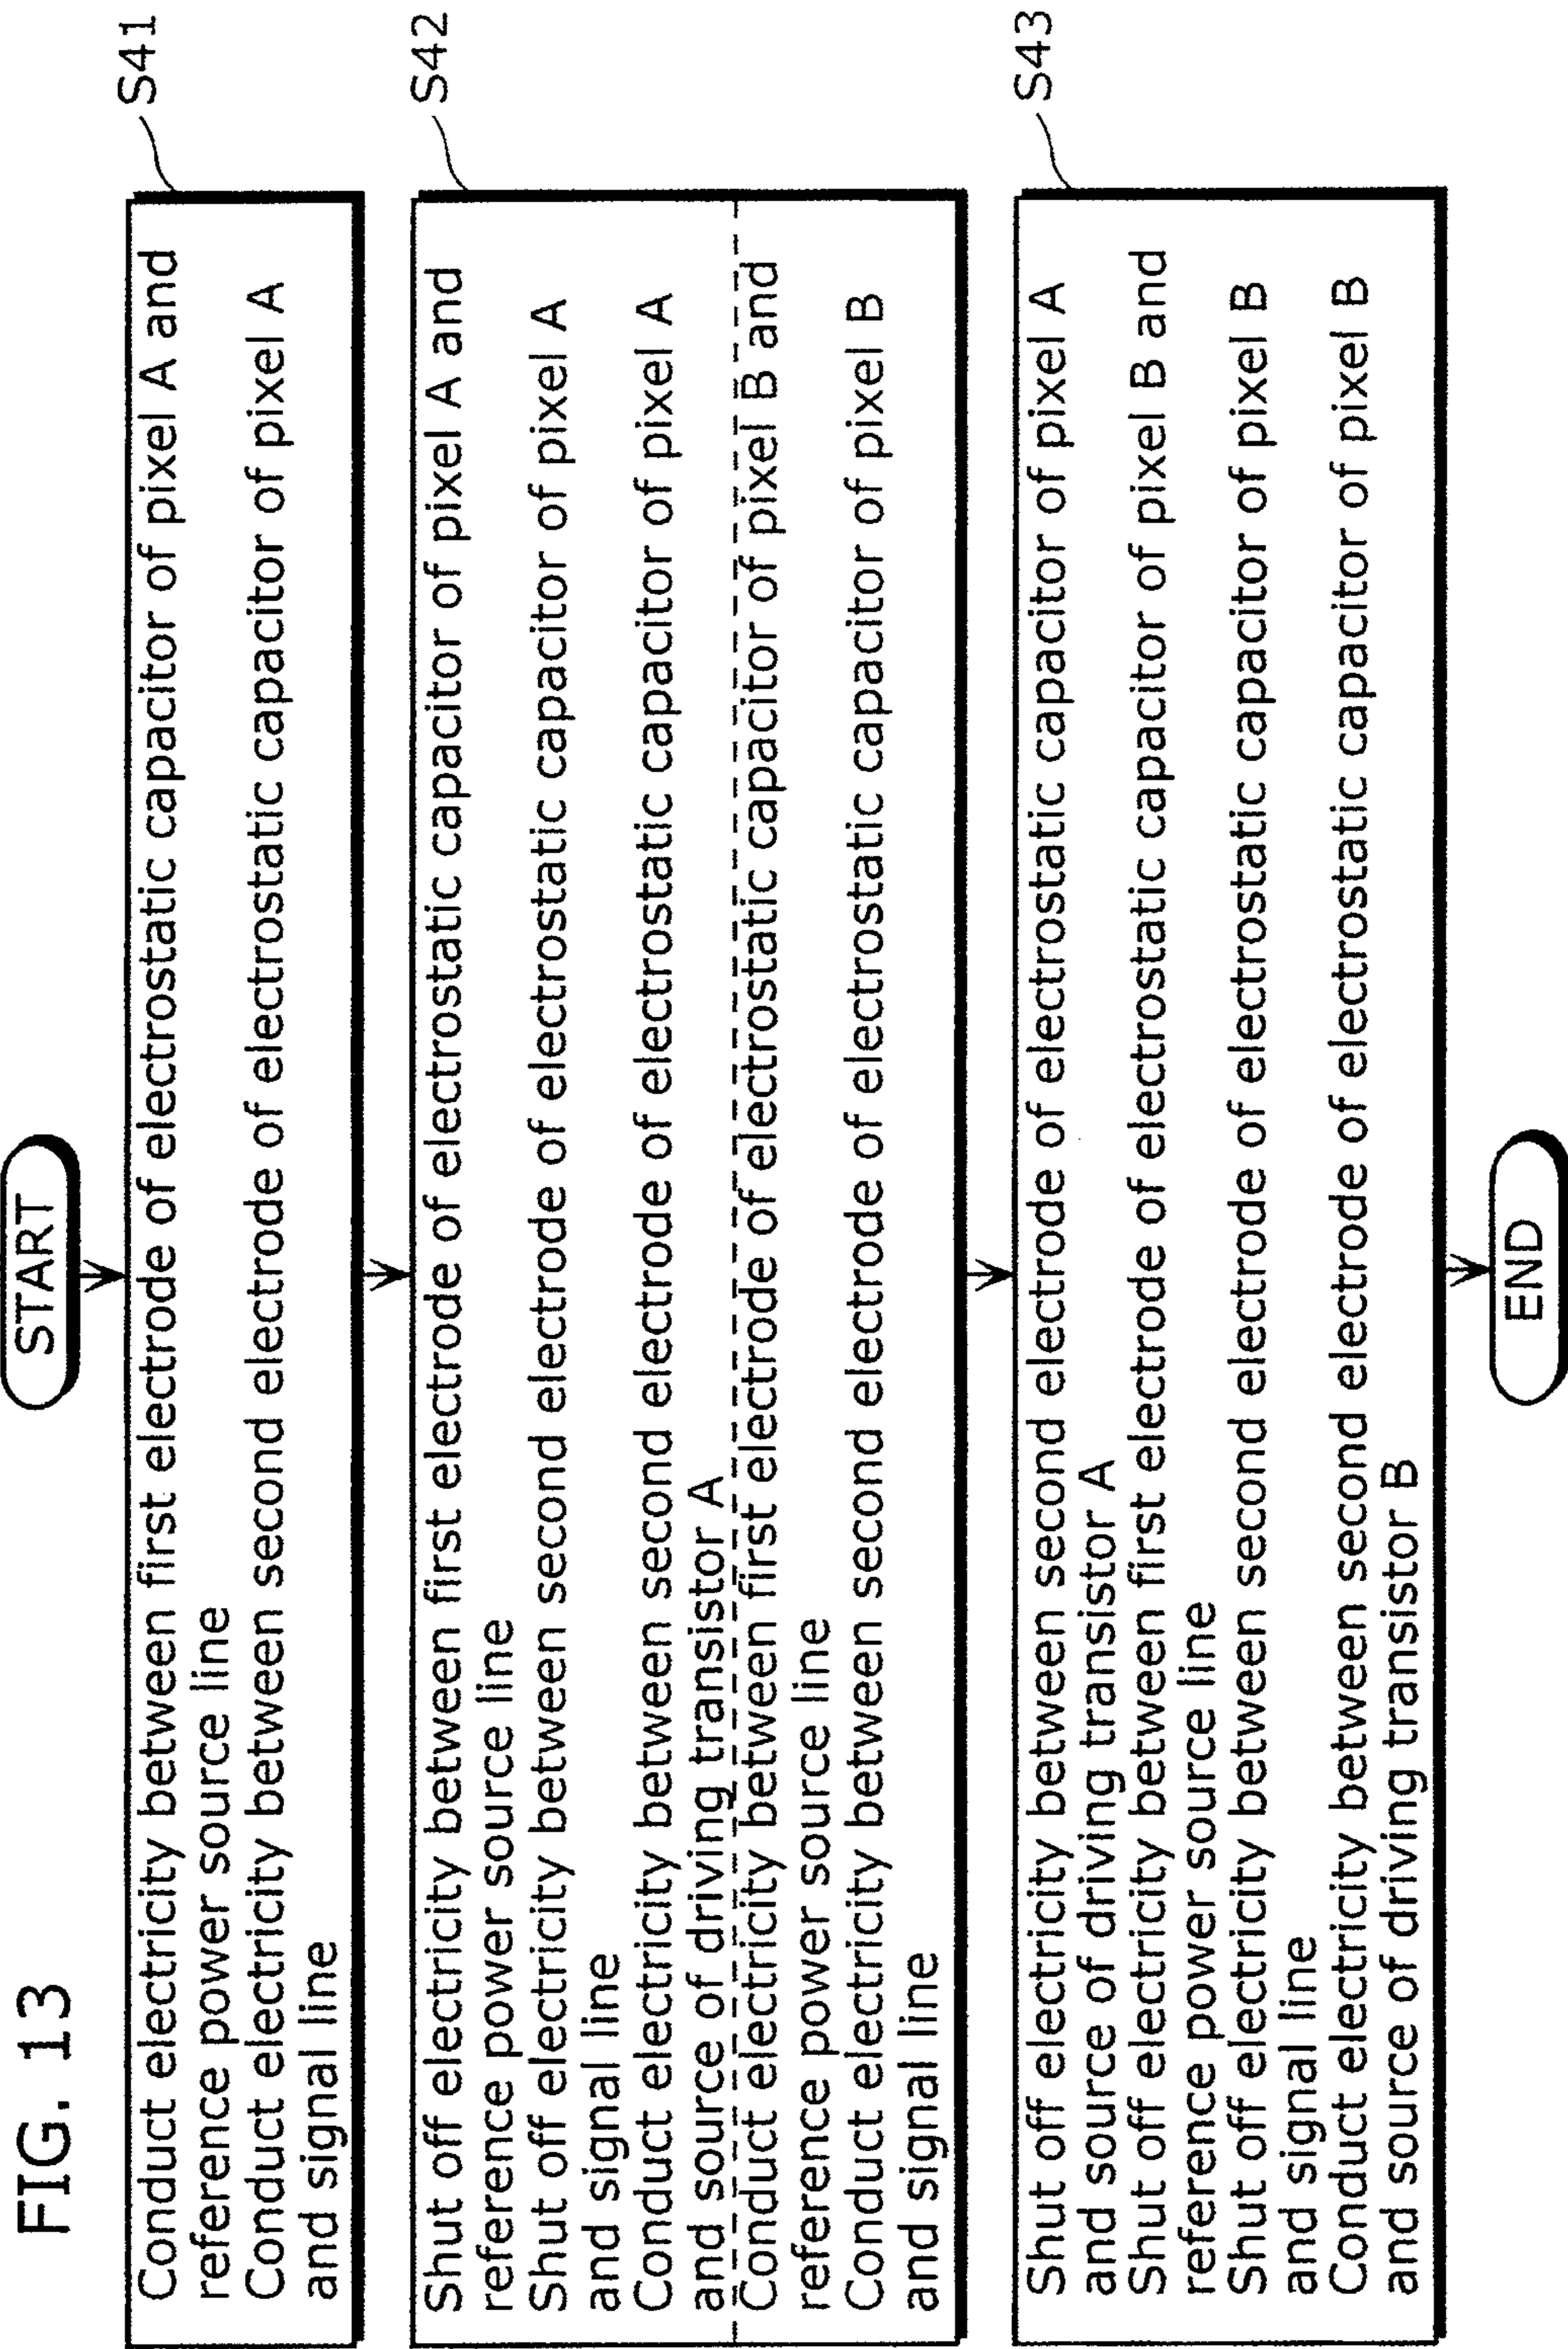 FIG. 13
START
S41
Conduct electricity between first electrode of electrostatic capacitor of pixel A and
reference power source line
Conduct electricity between second electrode of electrostatic capacitor of pixel A
and signal line
S42
Shut off electricity between first electrode of electrostatic capacitor of pixel A and
reference power source line
Shut off electricity between second electrode of electrostatic capacitor of pixel A
and signal line
Conduct electricity between second electrode of electrostatic capacitor of pixel A
and source of driving transistor A
Conduct electricity between first electrode of electrostatic capacitor of pixel B and
reference power source line
Conduct electricity between second electrode of electrostatic capacitor of pixel B
and signal line
S43
Shut off electricity between second electrode of electrostatic capacitor of pixel A
and source of driving transistor A
Shut off electricity between first electrode of electrostatic capacitor of pixel B and
reference power source line
Shut off electricity between second electrode of electrostatic capacitor of pixel B
and signal line
Conduct electricity between second electrode of electrostatic capacitor of pixel B
and source of driving transistor B
END